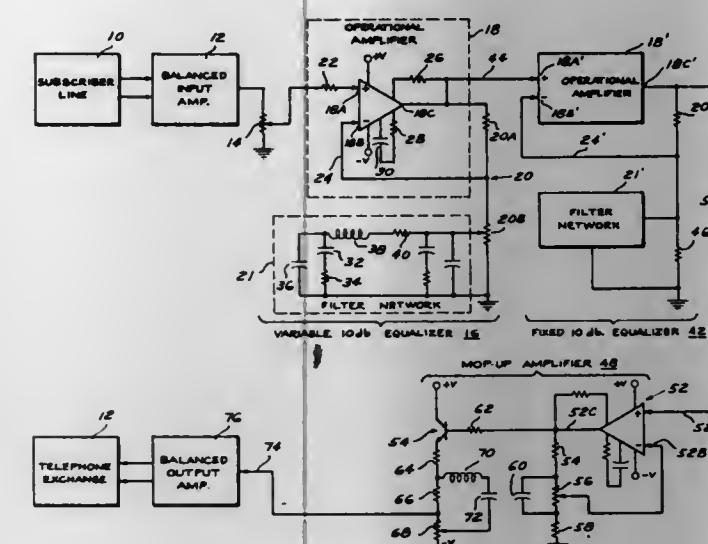 10
SUBSCRIBER
LINE
12
BALANCED
INPUT
AMP.
14
OPERATIONAL
AMPLIFIER
18
22
+V
18A
18B
18C
26
28
30
-V
24
44
20A
20
20B
18'
18A'
OPERATIONAL
AMPLIFIER
18B'
18C'
20
24'
21'
FILTER
NETWORK
46
21
36
32
34
38
40
FILTER NETWORK
VARIABLE 10db EQUALIZER 16
FIXED 10 db. EQUALIZER 42
MOP-UP AMPLIFIER 48
12
TELEPHONE
EXCHANGE
76
BALANCED
OUTPUT
AMP.
74
+V
54
62
64
66
68
-V
70
72
60
52C
54
56
58
+V
52
52B
-V